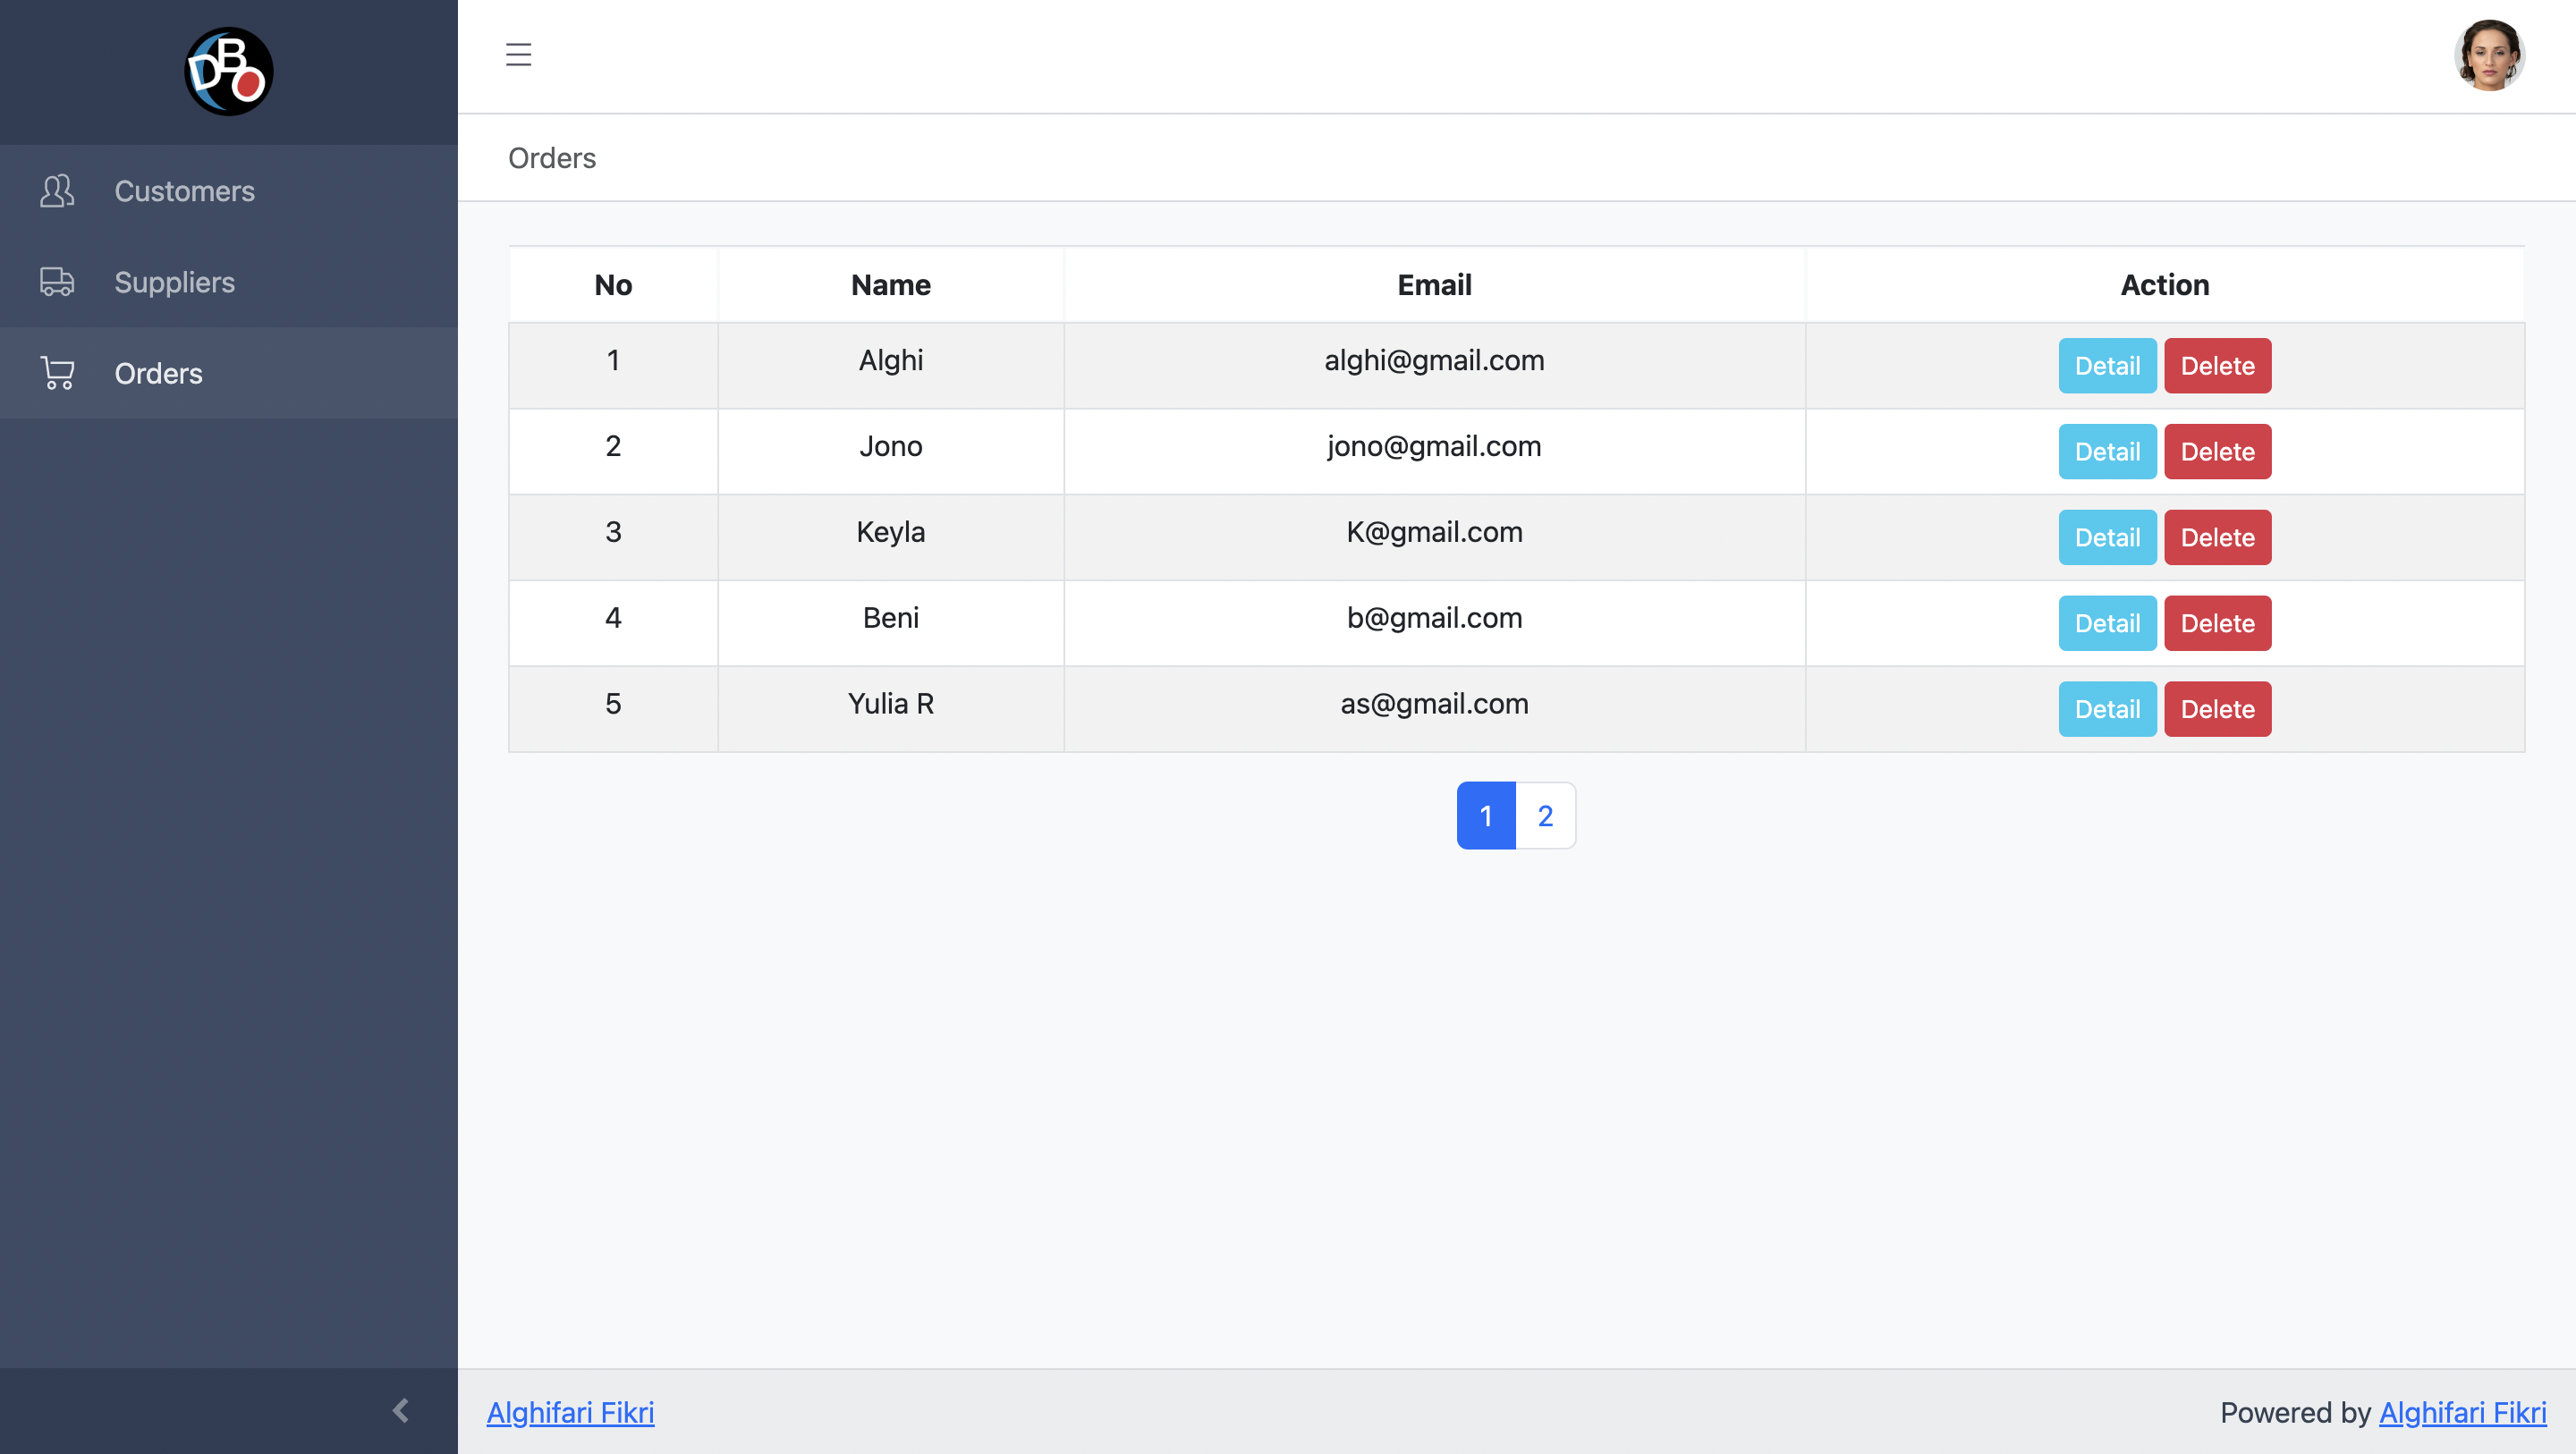 DBO
Customers
Suppliers
Orders
Orders
No Name Email Action
1 Alghi alghi@gmail.com Detail Delete
2 Jono jono@gmail.com Detail Delete
3 Keyla K@gmail.com Detail Delete
4 Beni b@gmail.com Detail Delete
5 Yulia R as@gmail.com Detail Delete
1 2
Alghifari Fikri Powered by Alghifari Fikri